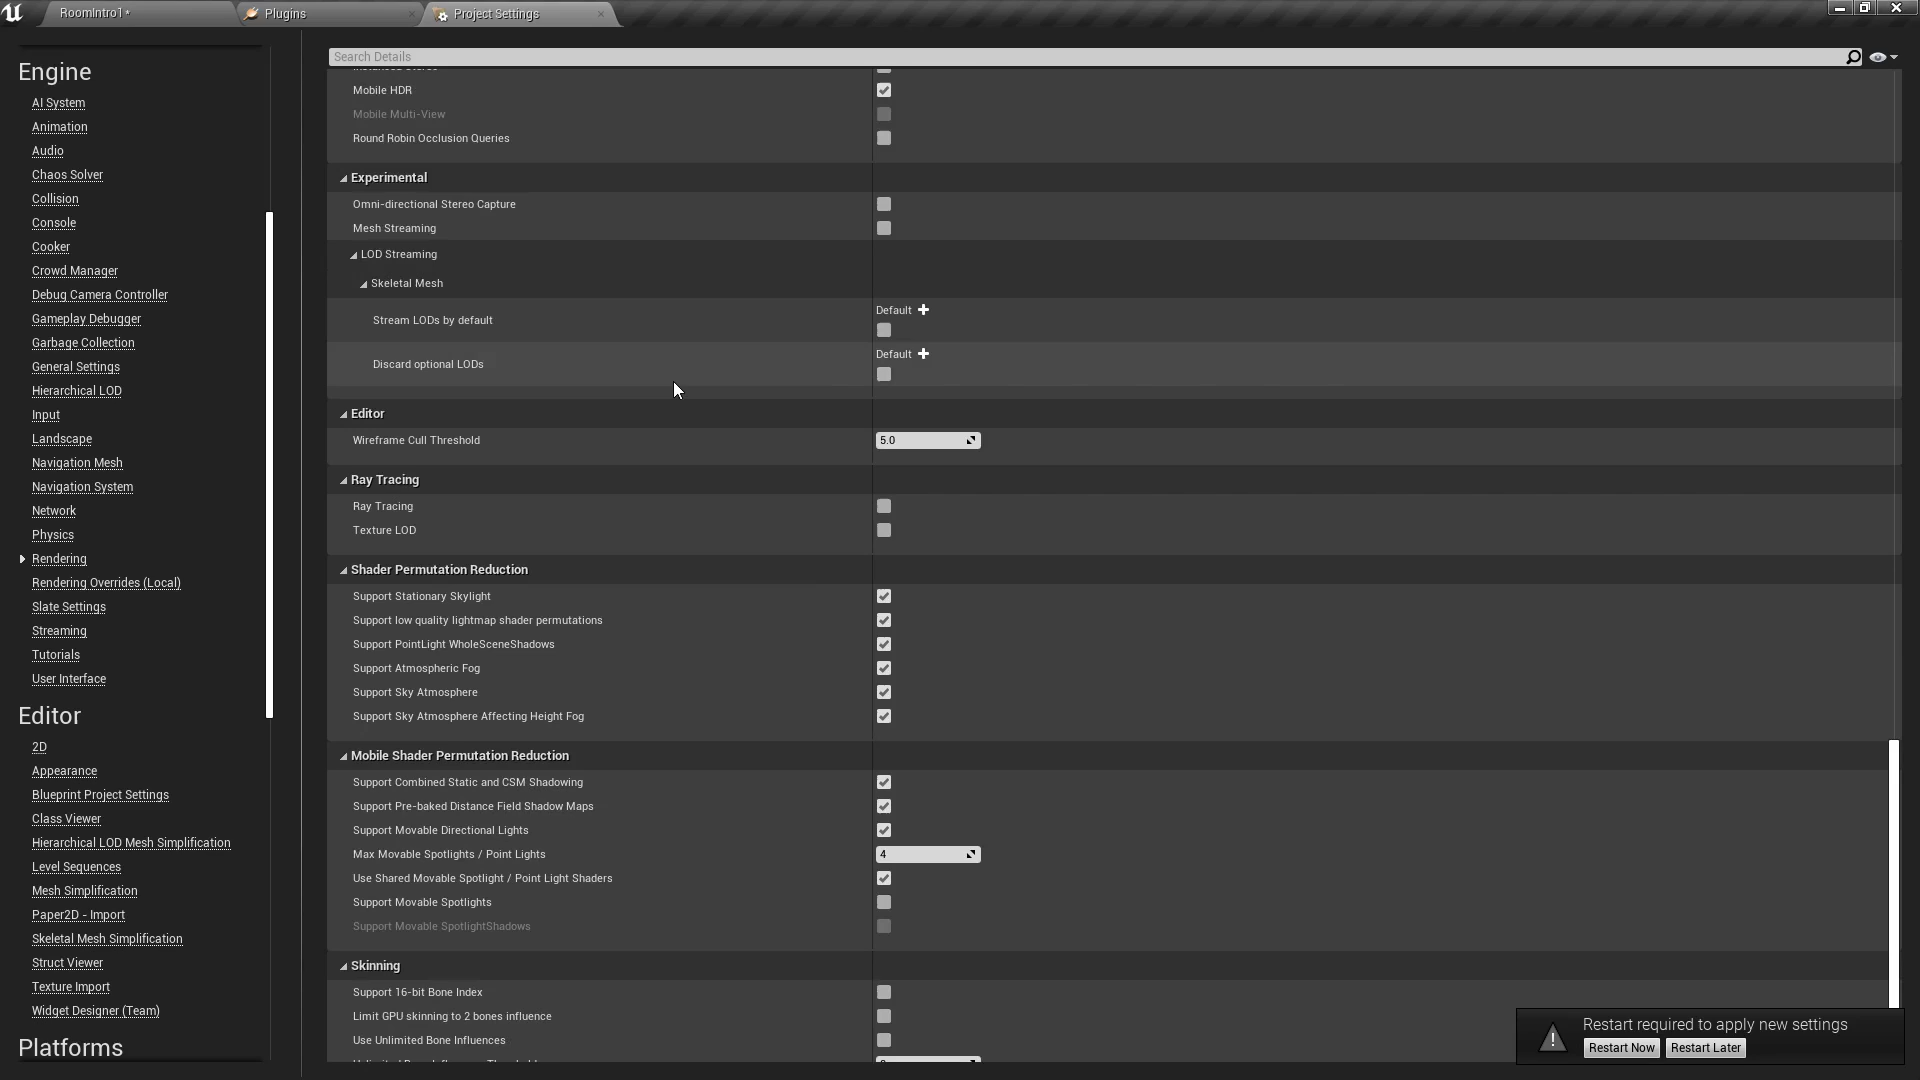 RoomIntro1*
Plugins
Project Settings
Engine
AI System
Animation
Audio
Chaos Solver
Collision
Console
Cooker
Crowd Manager
Debug Camera Controller
Gameplay Debugger
Garbage Collection
General Settings
Hierarchical LOD
Input
Landscape
Navigation Mesh
Navigation System
Network
Physics
Rendering
Rendering Overrides (Local)
Slate Settings
Streaming
Tutorials
User Interface
Editor
2D
Appearance
Blueprint Project Settings
Class Viewer
Hierarchical LOD Mesh Simplification
Level Sequences
Mesh Simplification
Paper2D - Import
Skeletal Mesh Simplification
Struct Viewer
Texture Import
Widget Designer (Team)
Platforms
Search Details
Mobile HDR
Mobile Multi-View
Round Robin Occlusion Queries
Experimental
Omni-directional Stereo Capture
Mesh Streaming
LOD Streaming
Skeletal Mesh
Stream LODs by default
Default
Discard optional LODs
Default
Editor
Wireframe Cull Threshold
5.0
Ray Tracing
Ray Tracing
Texture LOD
Shader Permutation Reduction
Support Stationary Skylight
Support low quality lightmap shader permutations
Support PointLight WholeSceneShadows
Support Atmospheric Fog
Support Sky Atmosphere
Support Sky Atmosphere Affecting Height Fog
Mobile Shader Permutation Reduction
Support Combined Static and CSM Shadowing
Support Pre-baked Distance Field Shadow Maps
Support Movable Directional Lights
Max Movable Spotlights / Point Lights
4
Use Shared Movable Spotlight / Point Light Shaders
Support Movable Spotlights
Support Movable SpotlightShadows
Skinning
Support 16-bit Bone Index
Limit GPU skinning to 2 bones influence
Use Unlimited Bone Influences
Restart required to apply new settings
Restart Now
Restart Later